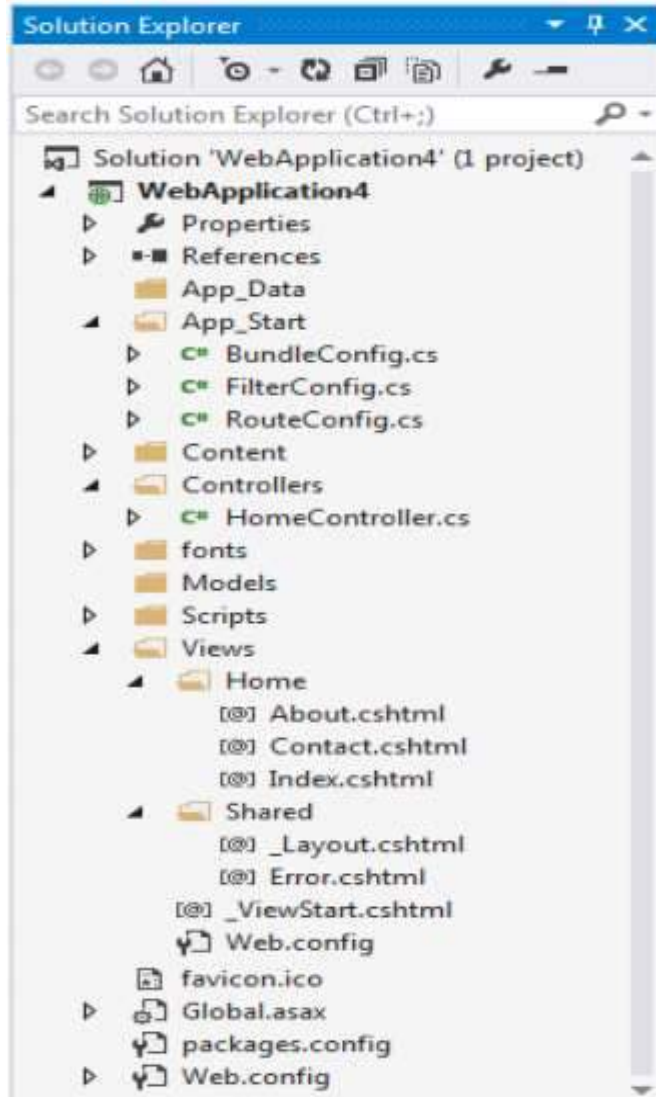 Solution Explorer
Search Solution Explorer (Ctrl+;)
Solution 'WebApplication4' (1 project)
WebApplication4
Properties
References
App_Data
App_Start
C# BundleConfig.cs
C# FilterConfig.cs
C# RouteConfig.cs
Content
Controllers
C# HomeController.cs
fonts
Models
Scripts
Views
Home
[@] About.cshtml
[@] Contact.cshtml
[@] Index.cshtml
Shared
[@] _Layout.cshtml
[@] Error.cshtml
[@] _ViewStart.cshtml
Web.config
favicon.ico
Global.asax
packages.config
Web.config